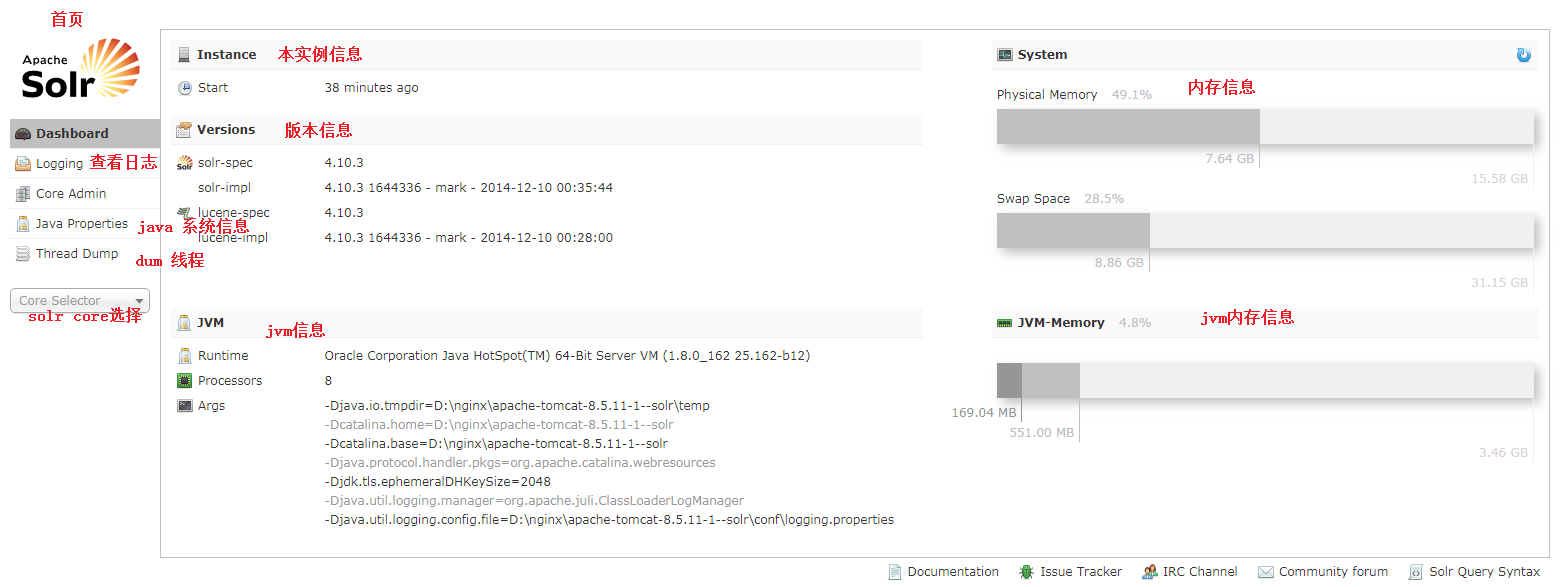 首页
Apache
Solr
Dashboard
Logging 查看日志
Core Admin
Java Properties java 系统信息
Thread Dump dum 线程
Core Selector
solr core选择
Instance 本实例信息
Start 38 minutes ago
Versions 版本信息
solr-spec 4.10.3
solr-impl 4.10.3 1644336 - mark - 2014-12-10 00:35:44
lucene-spec 4.10.3
lucene-impl 4.10.3 1644336 - mark - 2014-12-10 00:28:00
JVM jvm信息
Runtime Oracle Corporation Java HotSpot(TM) 64-Bit Server VM (1.8.0_162 25.162-b12)
Processors 8
Args -Djava.io.tmpdir=D:\nginx\apache-tomcat-8.5.11-1--solr\temp
-Dcatalina.home=D:\nginx\apache-tomcat-8.5.11-1--solr
-Dcatalina.base=D:\nginx\apache-tomcat-8.5.11-1--solr
-Djava.protocol.handler.pkgs=org.apache.catalina.webresources
-Djdk.tls.ephemeralDHKeySize=2048
-Djava.util.logging.manager=org.apache.juli.ClassLoaderLogManager
-Djava.util.logging.config.file=D:\nginx\apache-tomcat-8.5.11-1--solr\conf\logging.properties
System
Physical Memory 49.1% 内存信息
7.64 GB
15.58 GB
Swap Space 28.5%
8.86 GB
31.15 GB
JVM-Memory 4.8% jvm内存信息
169.04 MB
551.00 MB
3.46 GB
Documentation Issue Tracker IRC Channel Community forum Solr Query Syntax